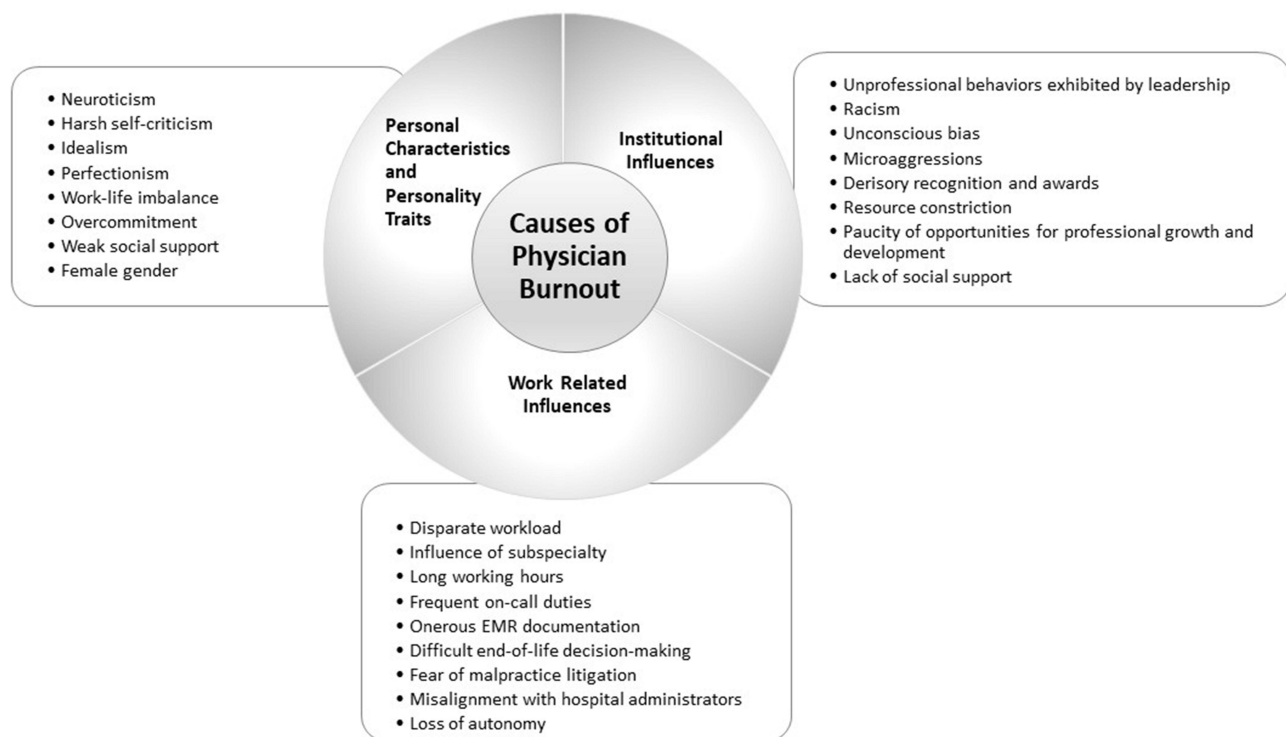 • Neuroticism
• Harsh self-criticism
• Idealism
• Perfectionism
• Work-life imbalance
• Overcommitment
• Weak social support
• Female gender
Personal
Characteristics
and
Personality
Traits
Institutional
Influences
• Unprofessional behaviors exhibited by leadership
• Racism
• Unconscious bias
• Microaggressions
• Derisory recognition and awards
• Resource constriction
• Paucity of opportunities for professional growth and
development
• Lack of social support
Causes of
Physician
Burnout
Work Related
Influences
• Disparate workload
• Influence of subspecialty
• Long working hours
• Frequent on-call duties
• Onerous EMR documentation
• Difficult end-of-life decision-making
• Fear of malpractice litigation
• Misalignment with hospital administrators
• Loss of autonomy